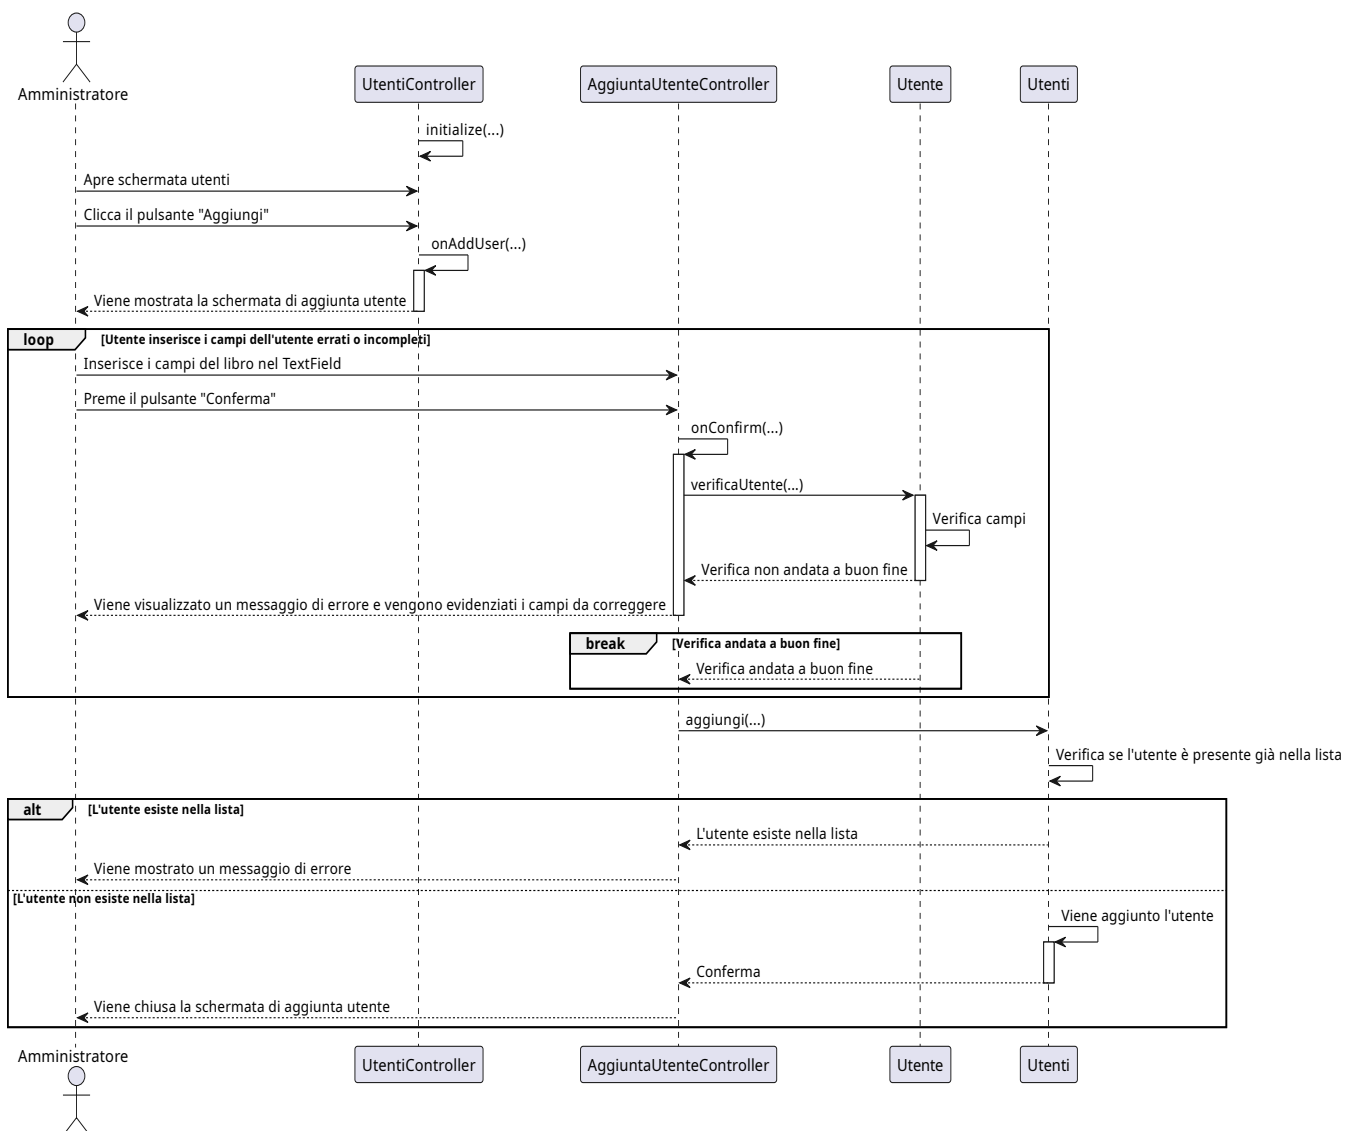 Amministratore
UtentiController
AggiuntaUtenteController
Utente
Utenti
initialize(...)
Apre schermata utenti
Clicca il pulsante "Aggiungi"
onAddUser(...)
Viene mostrata la schermata di aggiunta utente
loop [Utente inserisce i campi dell'utente errati o incompleti]
Inserisce i campi del libro nel TextField
Preme il pulsante "Conferma"
onConfirm(...)
verificaUtente(...)
Verifica campi
Verifica non andata a buon fine
Viene visualizzato un messaggio di errore e vengono evidenziati i campi da correggere
break [Verifica andata a buon fine]
Verifica andata a buon fine
aggiungi(...)
Verifica se l'utente è presente già nella lista
alt [L'utente esiste nella lista]
L'utente esiste nella lista
Viene mostrato un messaggio di errore
[L'utente non esiste nella lista]
Viene aggiunto l'utente
Conferma
Viene chiusa la schermata di aggiunta utente
Amministratore
UtentiController
AggiuntaUtenteController
Utente
Utenti